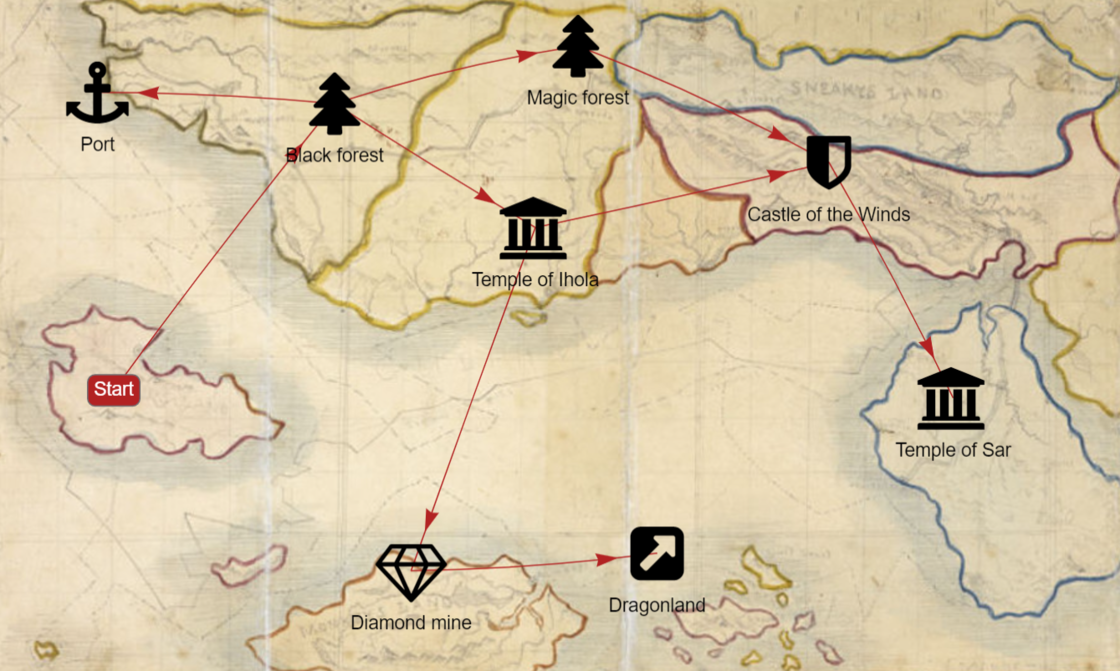 Magic forest
SNEAKYS LAND
Port
Black forest
Castle of the Winds
Temple of Ihola
Start
Temple of Sar
Dragonland
Diamond mine